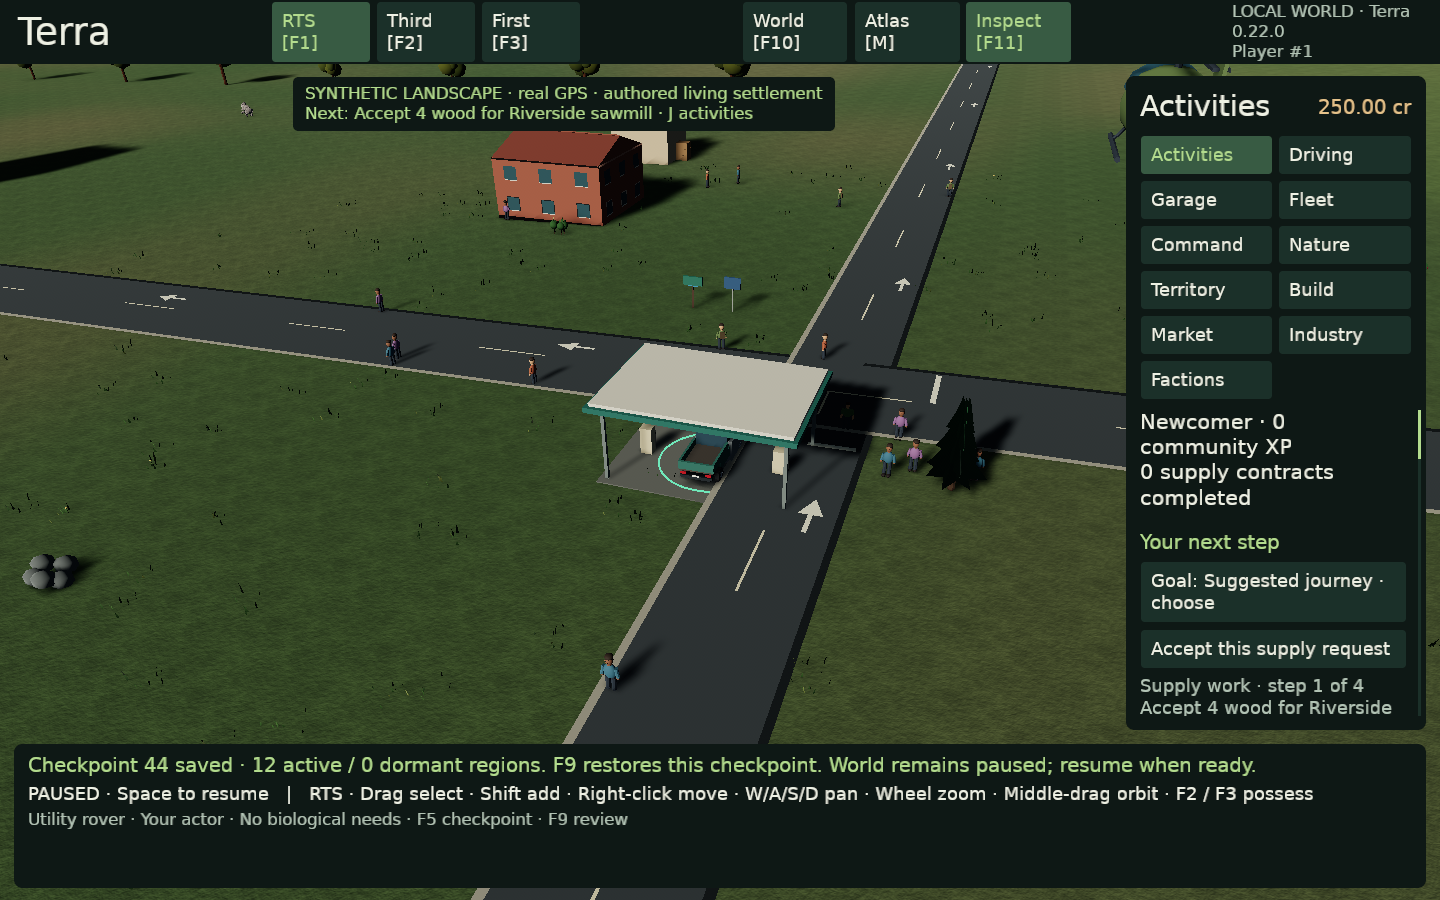 Terra
RTS
[F1]
Third
[F2]
First
[F3]
World
[F10]
Atlas
[M]
Inspect
[F11]
LOCAL WORLD · Terra
0.22.0
Player #1
SYNTHETIC LANDSCAPE · real GPS · authored living settlement
Next: Accept 4 wood for Riverside sawmill · J activities
Activities 250.00 cr
Activities Driving
Garage Fleet
Command Nature
Territory Build
Market Industry
Factions
Newcomer · 0
community XP
0 supply contracts
completed
Your next step
Goal: Suggested journey ·
choose
Accept this supply request
Supply work · step 1 of 4
Accept 4 wood for Riverside
Checkpoint 44 saved · 12 active / 0 dormant regions. F9 restores this checkpoint. World remains paused; resume when ready.
PAUSED · Space to resume | RTS · Drag select · Shift add · Right-click move · W/A/S/D pan · Wheel zoom · Middle-drag orbit · F2 / F3 possess
Utility rover · Your actor · No biological needs · F5 checkpoint · F9 review